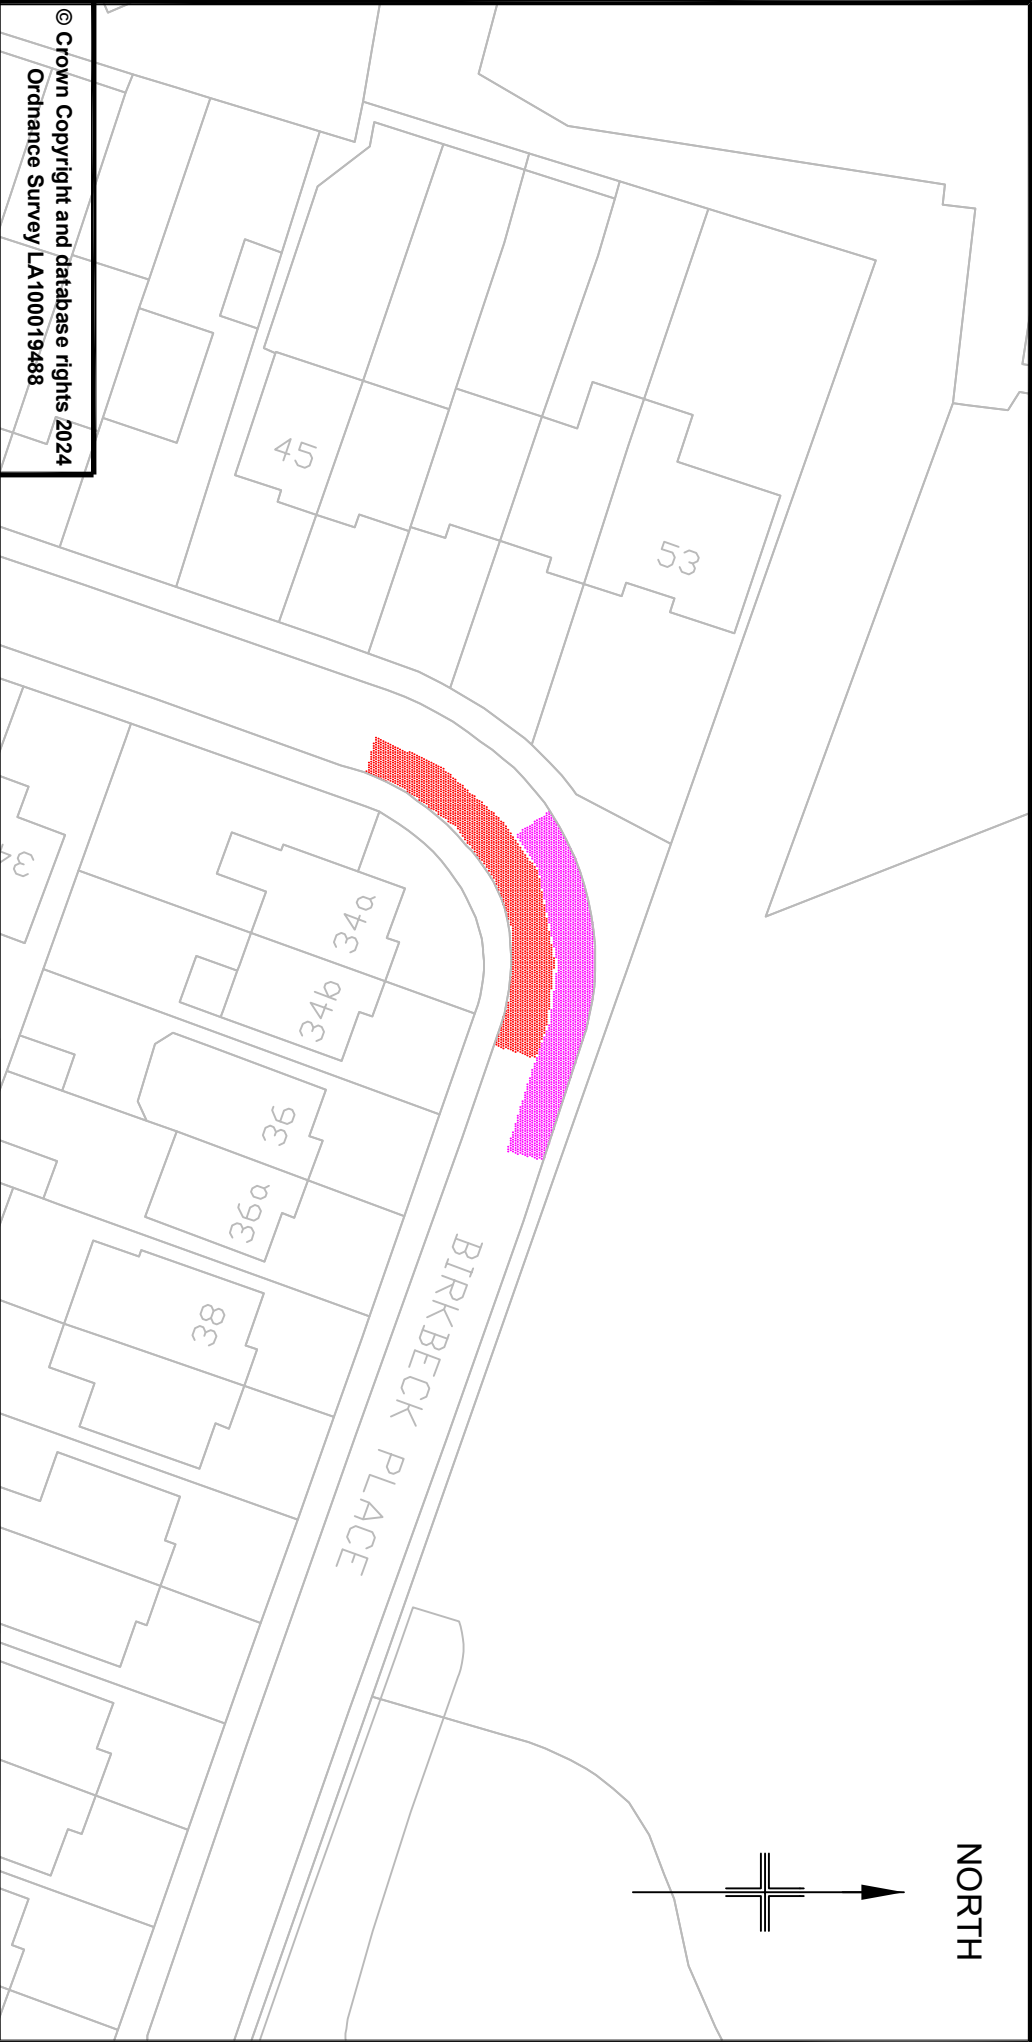 © Crown Copyright and database rights 2024
Ordnance Survey LA100019488
NORTH
45
53
34
34a
34b
36
36a
38
BIRKBECK PLACE